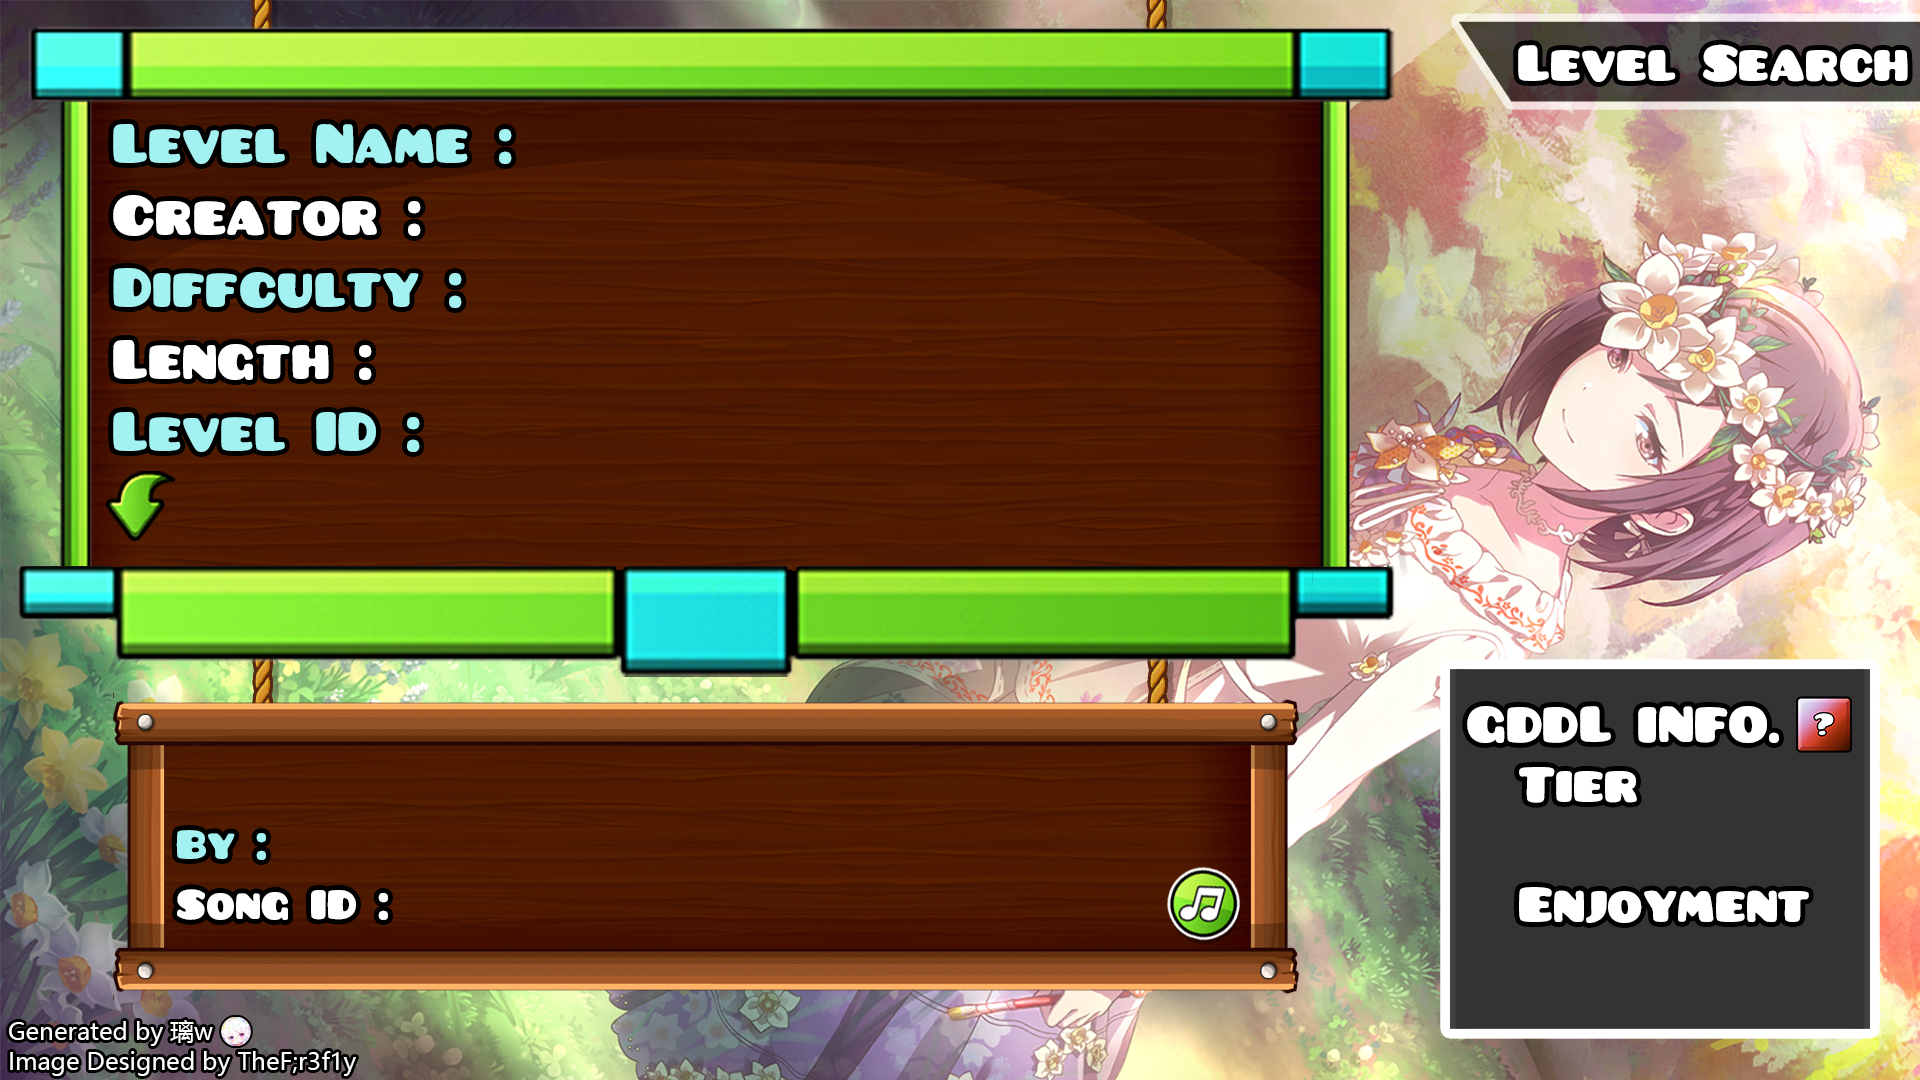 LEVEL SEARCH
LEVEL NAME :
CREATOR :
DIFFCULTY :
LENGTH :
LEVEL ID :
BY :
SONG ID :
GDDL INFO. ?
TIER
ENJOYMENT
Generated by 璃w
Image Designed by TheF;r3f1y